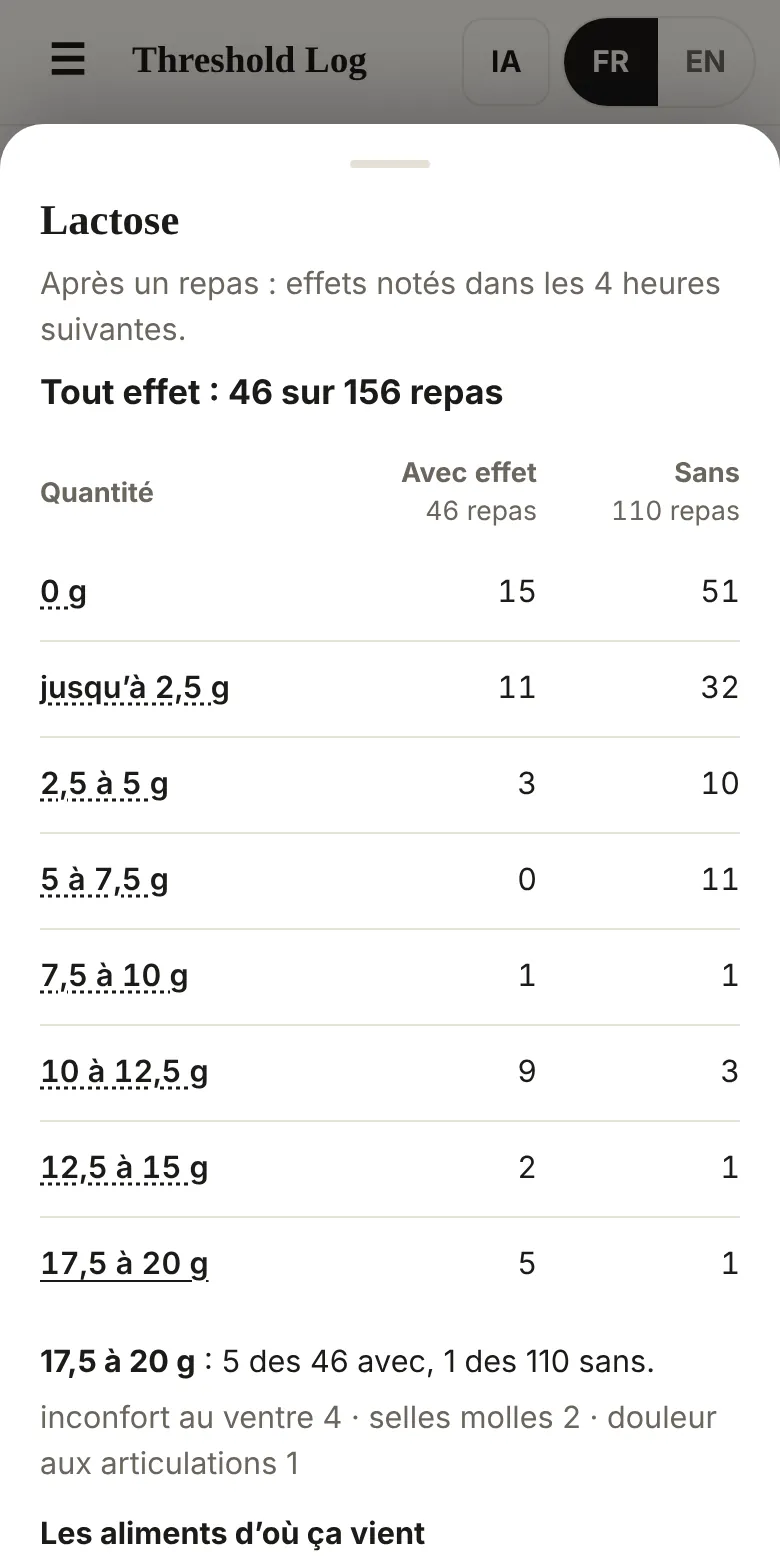 ☰ Threshold Log IA FR EN
Lactose
Après un repas : effets notés dans les 4 heures
suivantes.
Tout effet : 46 sur 156 repas
Quantité Avec effet Sans
46 repas 110 repas
0 g 15 51
jusqu’à 2,5 g 11 32
2,5 à 5 g 3 10
5 à 7,5 g 0 11
7,5 à 10 g 1 1
10 à 12,5 g 9 3
12,5 à 15 g 2 1
17,5 à 20 g 5 1
17,5 à 20 g : 5 des 46 avec, 1 des 110 sans.
inconfort au ventre 4 · selles molles 2 · douleur
aux articulations 1
Les aliments d’où ça vient